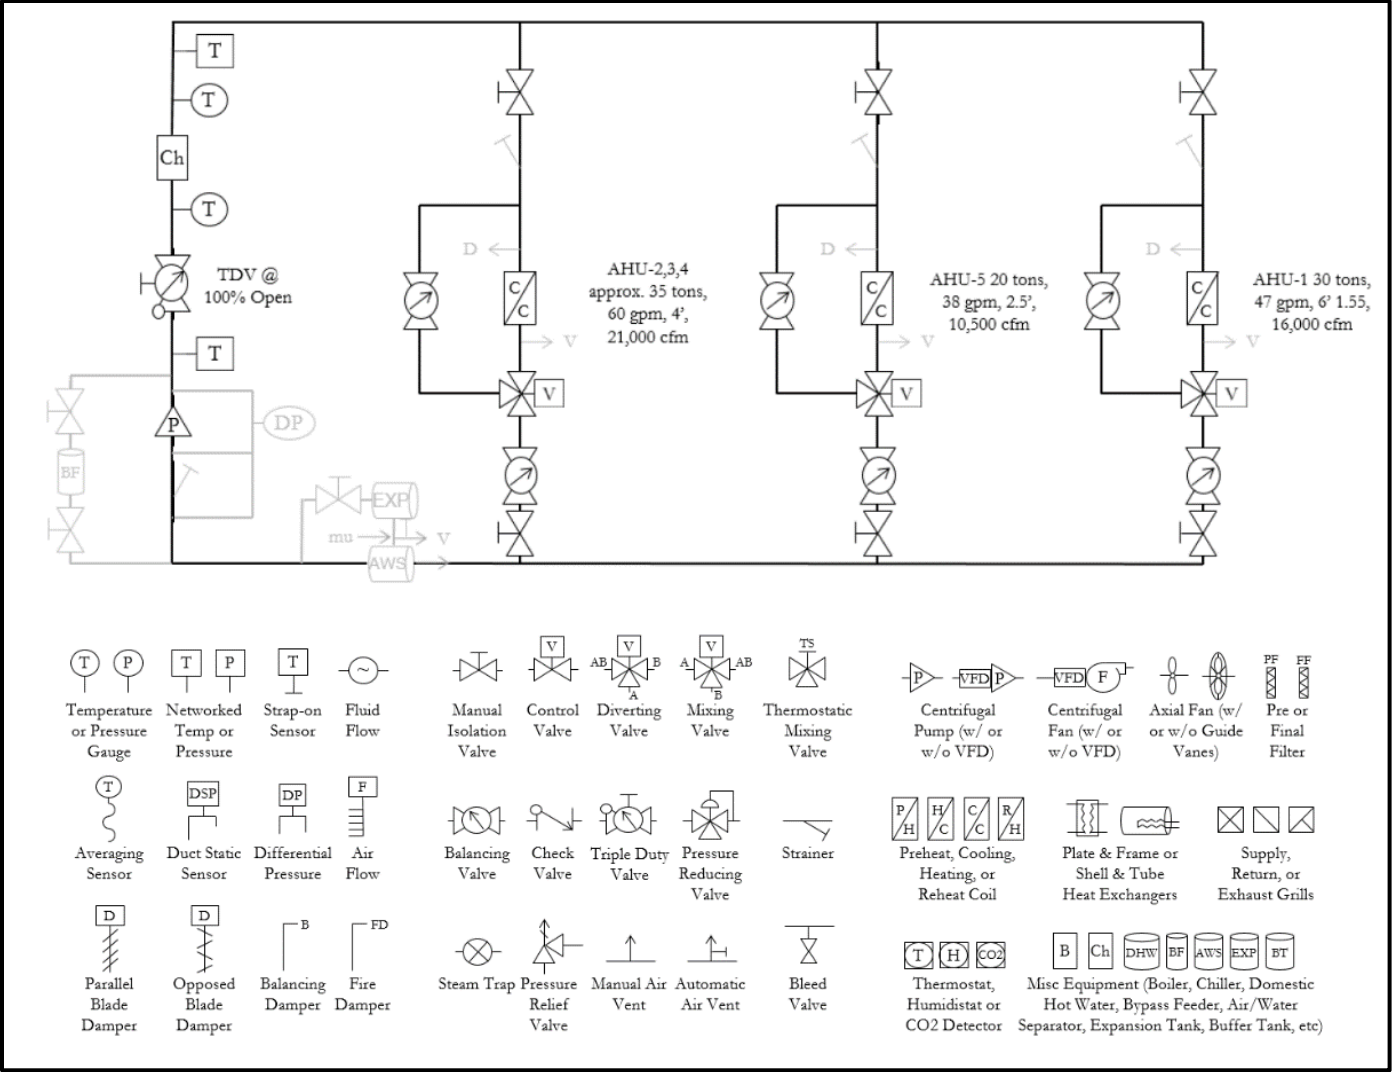 T
T
Ch
T
TDV @
100% Open
T
P
DP
BF
EXP
mu
V
AWS
D
C
C
V
V
AHU-2,3,4
approx. 35 tons,
60 gpm, 4',
21,000 cfm
D
C
C
V
V
AHU-5 20 tons,
38 gpm, 2.5',
10,500 cfm
D
C
C
V
V
AHU-1 30 tons,
47 gpm, 6' 1.55,
16,000 cfm
T P
Temperature
or Pressure
Gauge
T P
Networked
Temp or
Pressure
T
Strap-on
Sensor
~
Fluid
Flow
Manual
Isolation
Valve
V
Control
Valve
V
AB B
A
Diverting
Valve
V
A AB
B
Mixing
Valve
TS
Thermostatic
Mixing
Valve
P VFD P
Centrifugal
Pump (w/ or
w/o VFD)
VFD F
Centrifugal
Fan (w/ or
w/o VFD)
Axial Fan (w/
or w/o Guide
Vanes)
PF FF
Pre or
Final
Filter
T
Averaging
Sensor
DSP
Duct Static
Sensor
DP
Differential
Pressure
F
Air
Flow
Balancing
Valve
Check
Valve
Triple Duty
Valve
Pressure
Reducing
Valve
Strainer
P H C R
H C C H
Preheat, Cooling,
Heating, or
Reheat Coil
Plate & Frame or
Shell & Tube
Heat Exchangers
Supply,
Return, or
Exhaust Grills
D
Parallel
Blade
Damper
D
Opposed
Blade
Damper
B
Balancing
Damper
FD
Fire
Damper
Steam Trap
Pressure
Relief
Valve
Manual Air
Vent
Automatic
Air Vent
Bleed
Valve
T H CO2
Thermostat,
Humidistat or
CO2 Detector
B Ch DHW BF AWS EXP BT
Misc Equipment (Boiler, Chiller, Domestic
Hot Water, Bypass Feeder, Air/Water
Separator, Expansion Tank, Buffer Tank, etc)